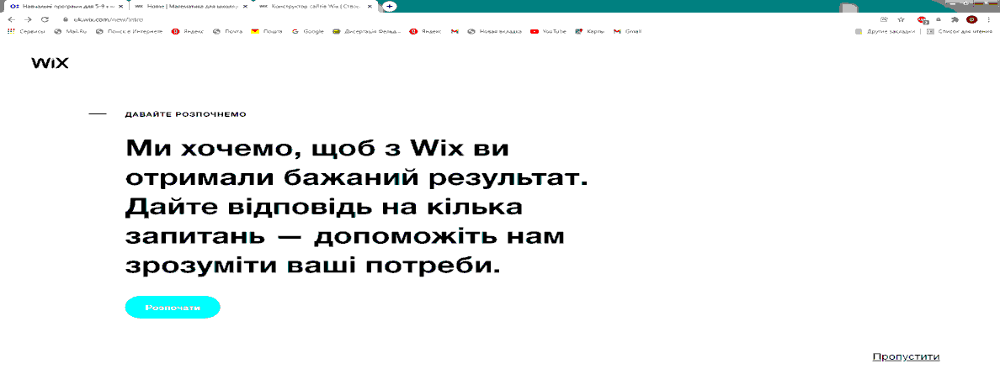 Навчальні програми для 5-9
Home | Математика для школяр
Конструктор сайтів Wix | Ство
uk.wix.com/new/intro
Сервисы Mail.Ru Поиск в Интернете Яндекс Почта Пошта Google Дисертація Фельд... Яндекс Новая вкладка YouTube Карты Gmail Другие закладки Список для чтения
WiX
ДАВАЙТЕ РОЗПОЧНЕМО
Ми хочемо, щоб з Wix ви
отримали бажаний результат.
Дайте відповідь на кілька
запитань — допоможіть нам
зрозуміти ваші потреби.
Розпочати
Пропустити